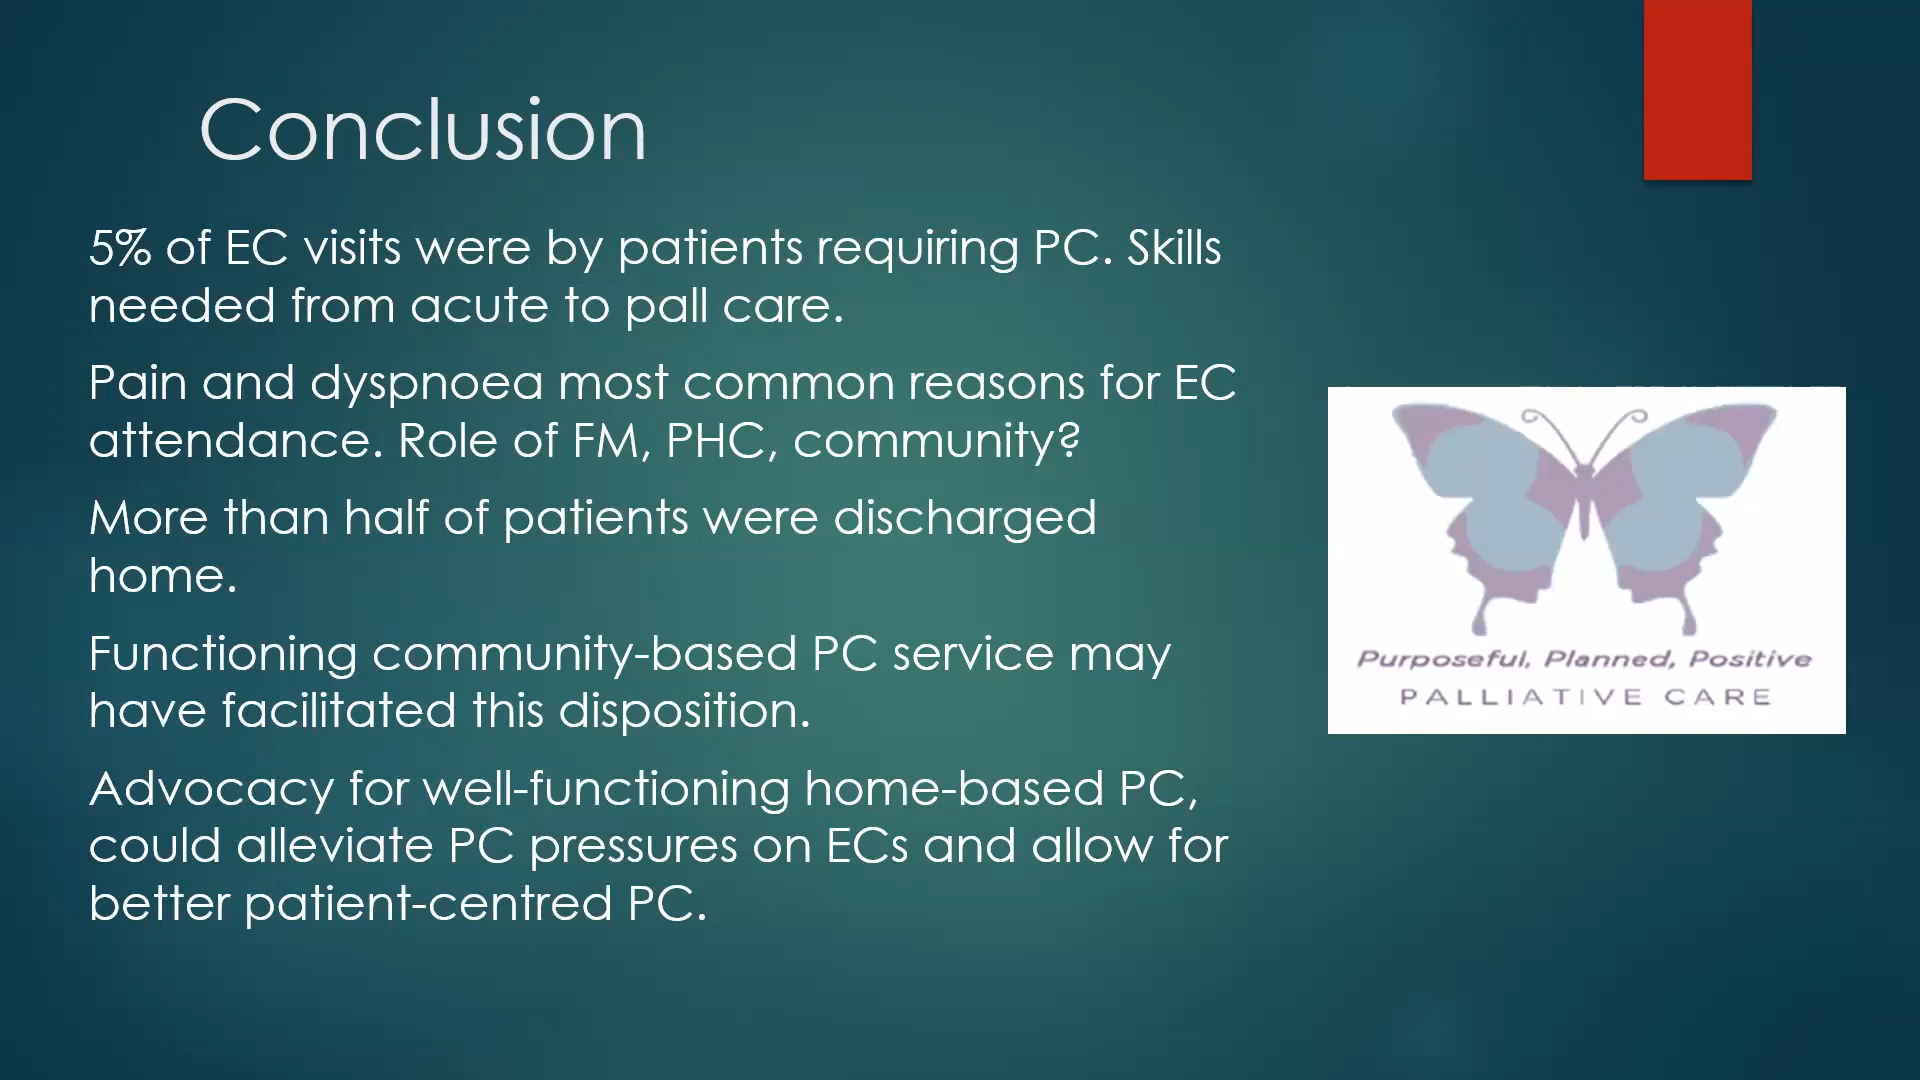 Conclusion
5% of EC visits were by patients requiring PC. Skills
needed from acute to pall care.
Pain and dyspnoea most common reasons for EC
attendance. Role of FM, PHC, community?
More than half of patients were discharged
home.
Functioning community-based PC service may
have facilitated this disposition.
Advocacy for well-functioning home-based PC,
could alleviate PC pressures on ECs and allow for
better patient-centred PC.
Purposeful, Planned, Positive
PALLIATIVE CARE